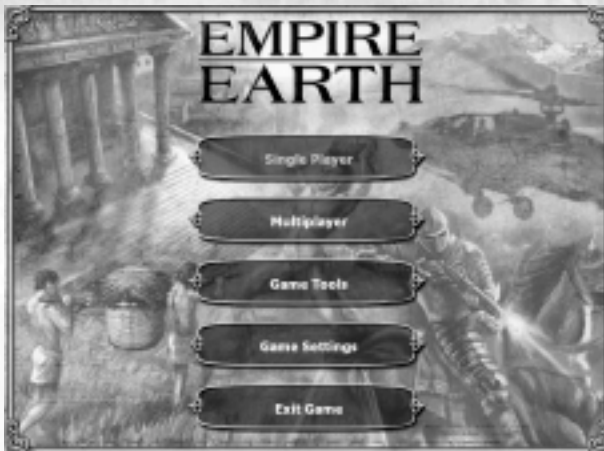 EMPIRE
EARTH
Single Player
Multiplayer
Game Tools
Game Settings
Exit Game